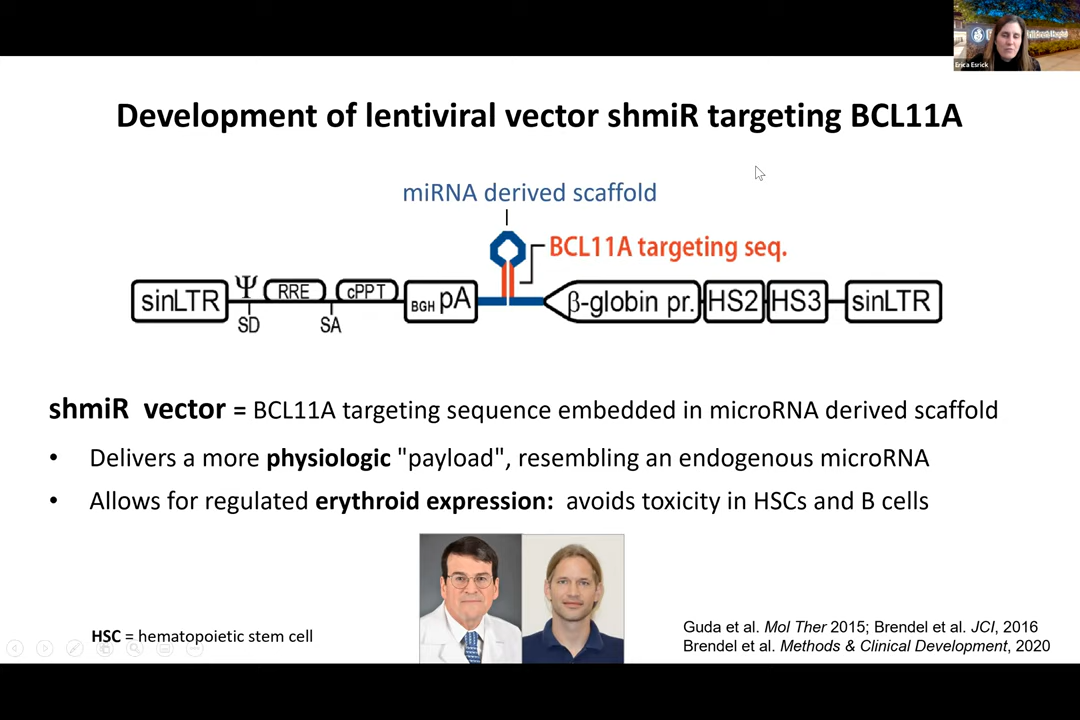 Erica Esrick
Development of lentiviral vector shmiR targeting BCL11A
miRNA derived scaffold
BCL11A targeting seq.
sinLTR Ψ RRE cPPT BGH pA β-globin pr. HS2 HS3 sinLTR
SD SA
shmiR vector = BCL11A targeting sequence embedded in microRNA derived scaffold
• Delivers a more physiologic "payload", resembling an endogenous microRNA
• Allows for regulated erythroid expression: avoids toxicity in HSCs and B cells
HSC = hematopoietic stem cell
Guda et al. Mol Ther 2015; Brendel et al. JCI, 2016
Brendel et al. Methods & Clinical Development, 2020